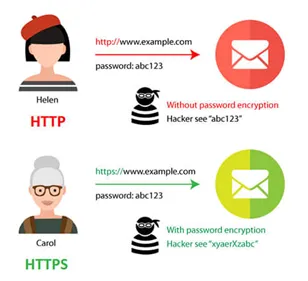 http://www.example.com
password: abc123
Helen
HTTP
Without password encryption
Hacker see "abc123"
https://www.example.com
password: abc123
Carol
HTTPS
With password encryption
Hacker see "xyaerXzabc"